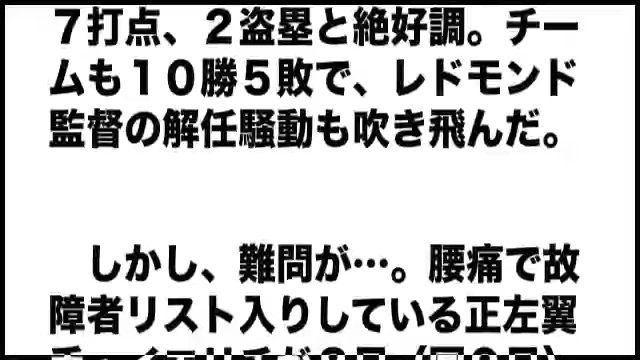 ７打点、２盗塁と絶好調。チー
ムも１０勝５敗で、レドモンド
監督の解任騒動も吹き飛んだ。
しかし、難問が…。腰痛で故
障者リスト入りしている正左翼